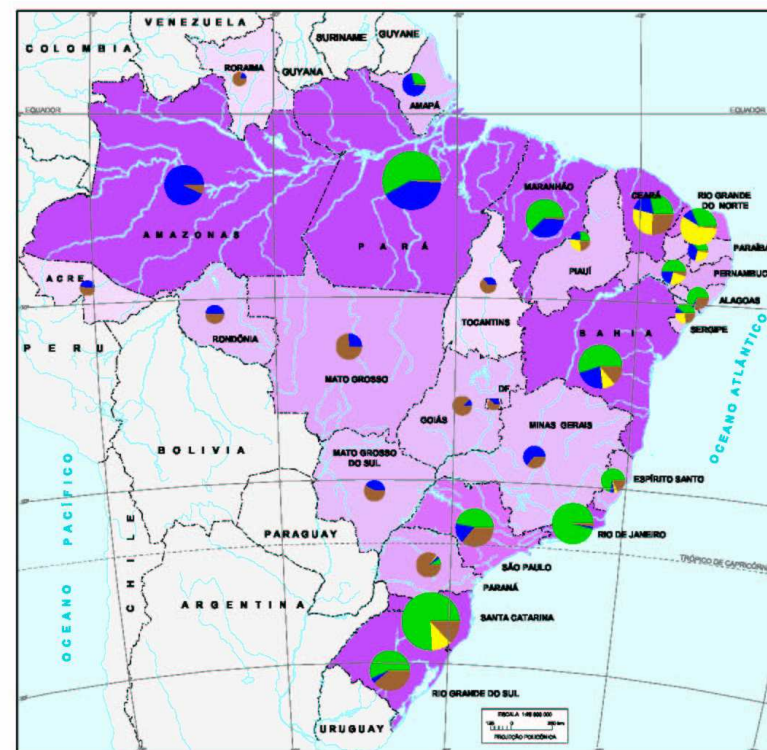 VENEZUELA
COLOMBIA
SURINAME
GUYANE
GUYANA
RORAIMA
AMAPÁ
EQUADOR
EQUADOR
AMAZONAS
PARÁ
MARANHÃO
CEARÁ
RIO GRANDE
DO NORTE
PARAÍBA
PIAUÍ
PERNAMBUCO
ACRE
ALAGOAS
TOCANTINS
SERGIPE
RONDÔNIA
BAHIA
PERU
MATO GROSSO
OCEANO ATLÂNTICO
DF
GOIÁS
MINAS GERAIS
BOLIVIA
MATO GROSSO
DO SUL
ESPÍRITO SANTO
OCEANO PACÍFICO
CHILE
PARAGUAY
RIO DE JANEIRO
TRÓPICO DE CAPRICÓRN
SÃO PAULO
PARANÁ
ARGENTINA
SANTA CATARINA
RIO GRANDE DO SUL
URUGUAY
PROJEÇÃO POLICÔNICA